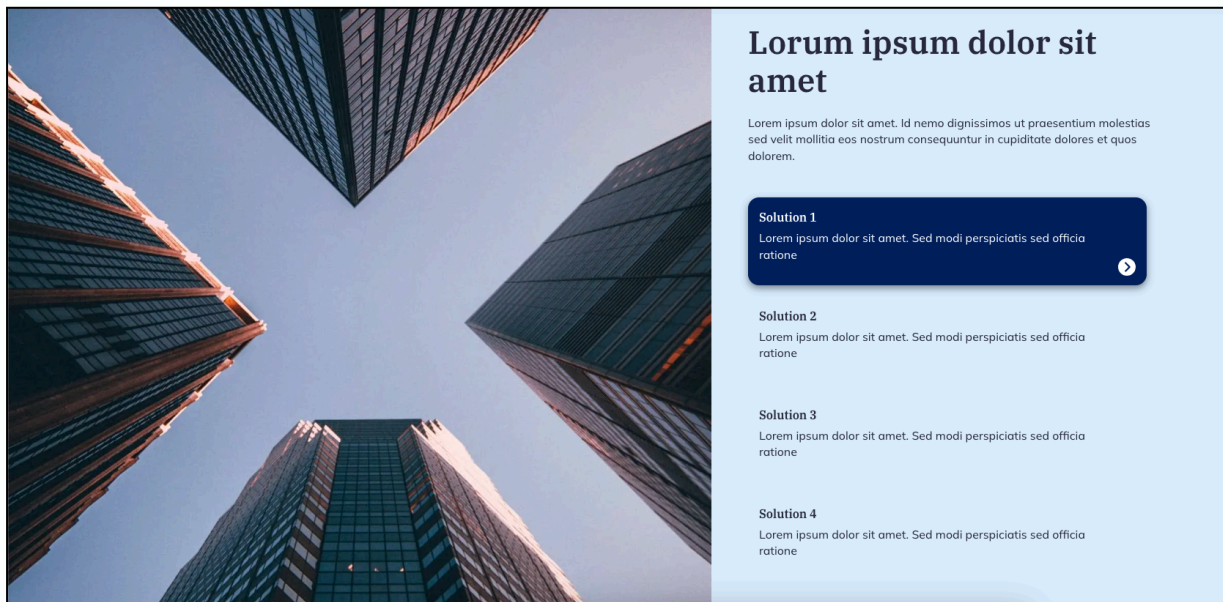 Lorum ipsum dolor sit
amet
Lorem ipsum dolor sit amet. Id nemo dignissimos ut praesentium molestias
sed velit mollitia eos nostrum consequuntur in cupiditate dolores et quos
dolorem.
Solution 1
Lorem ipsum dolor sit amet. Sed modi perspiciatis sed officia
ratione
Solution 2
Lorem ipsum dolor sit amet. Sed modi perspiciatis sed officia
ratione
Solution 3
Lorem ipsum dolor sit amet. Sed modi perspiciatis sed officia
ratione
Solution 4
Lorem ipsum dolor sit amet. Sed modi perspiciatis sed officia
ratione